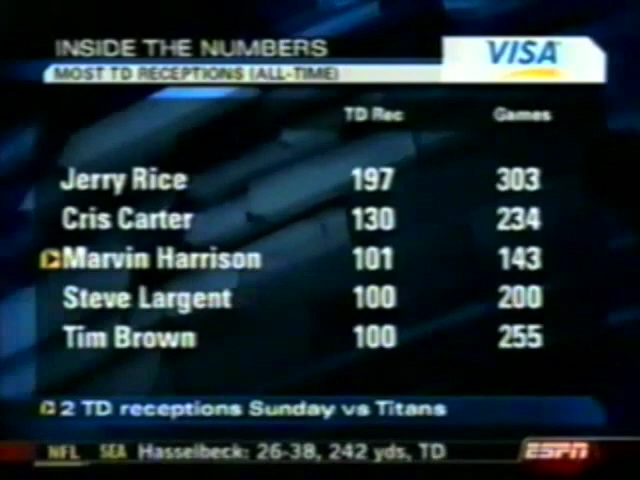 INSIDE THE NUMBERS
VISA
MOST TD RECEPTIONS (ALL-TIME)
TD Rec Games
Jerry Rice 197 303
Cris Carter 130 234
Marvin Harrison 101 143
Steve Largent 100 200
Tim Brown 100 255
2 TD receptions Sunday vs Titans
NFL SEA Hasselbeck: 26-38, 242 yds, TD ESPN